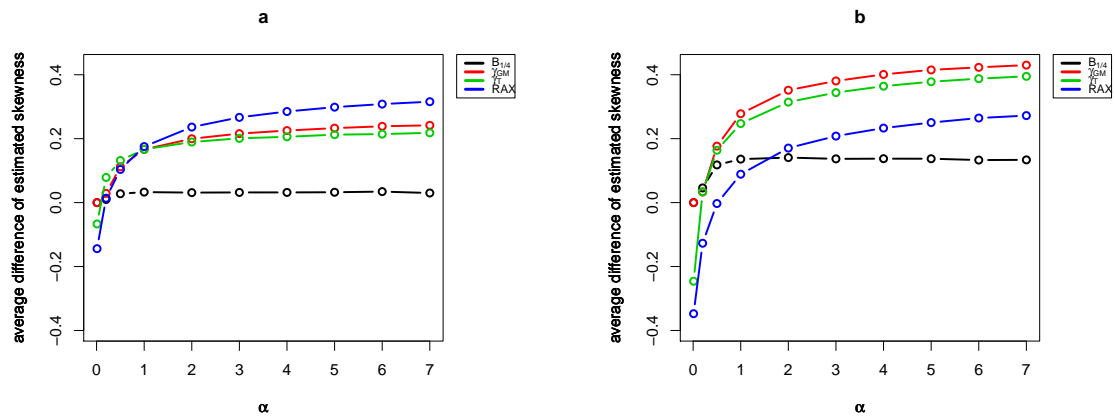 a
average difference of estimated skewness
0.4
0.2
0.0
−0.2
−0.4
0 1 2 3 4 5 6 7
α
B1/4
γGM
γT
RAX
b
average difference of estimated skewness
0.4
0.2
0.0
−0.2
−0.4
0 1 2 3 4 5 6 7
α
B1/4
γGM
γT
RAX